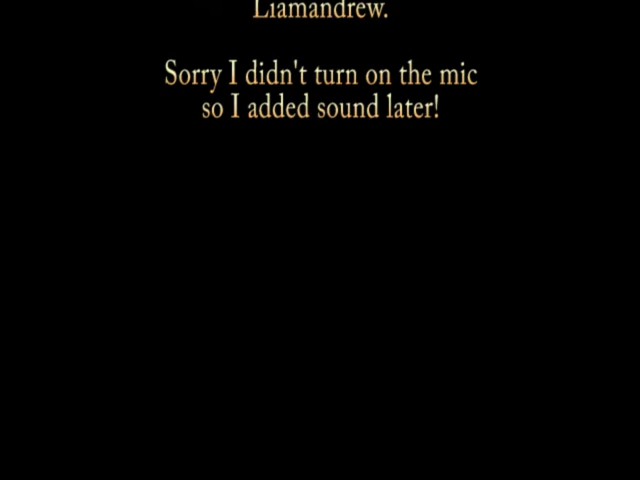 Liamandrew.
Sorry I didn't turn on the mic
so I added sound later!